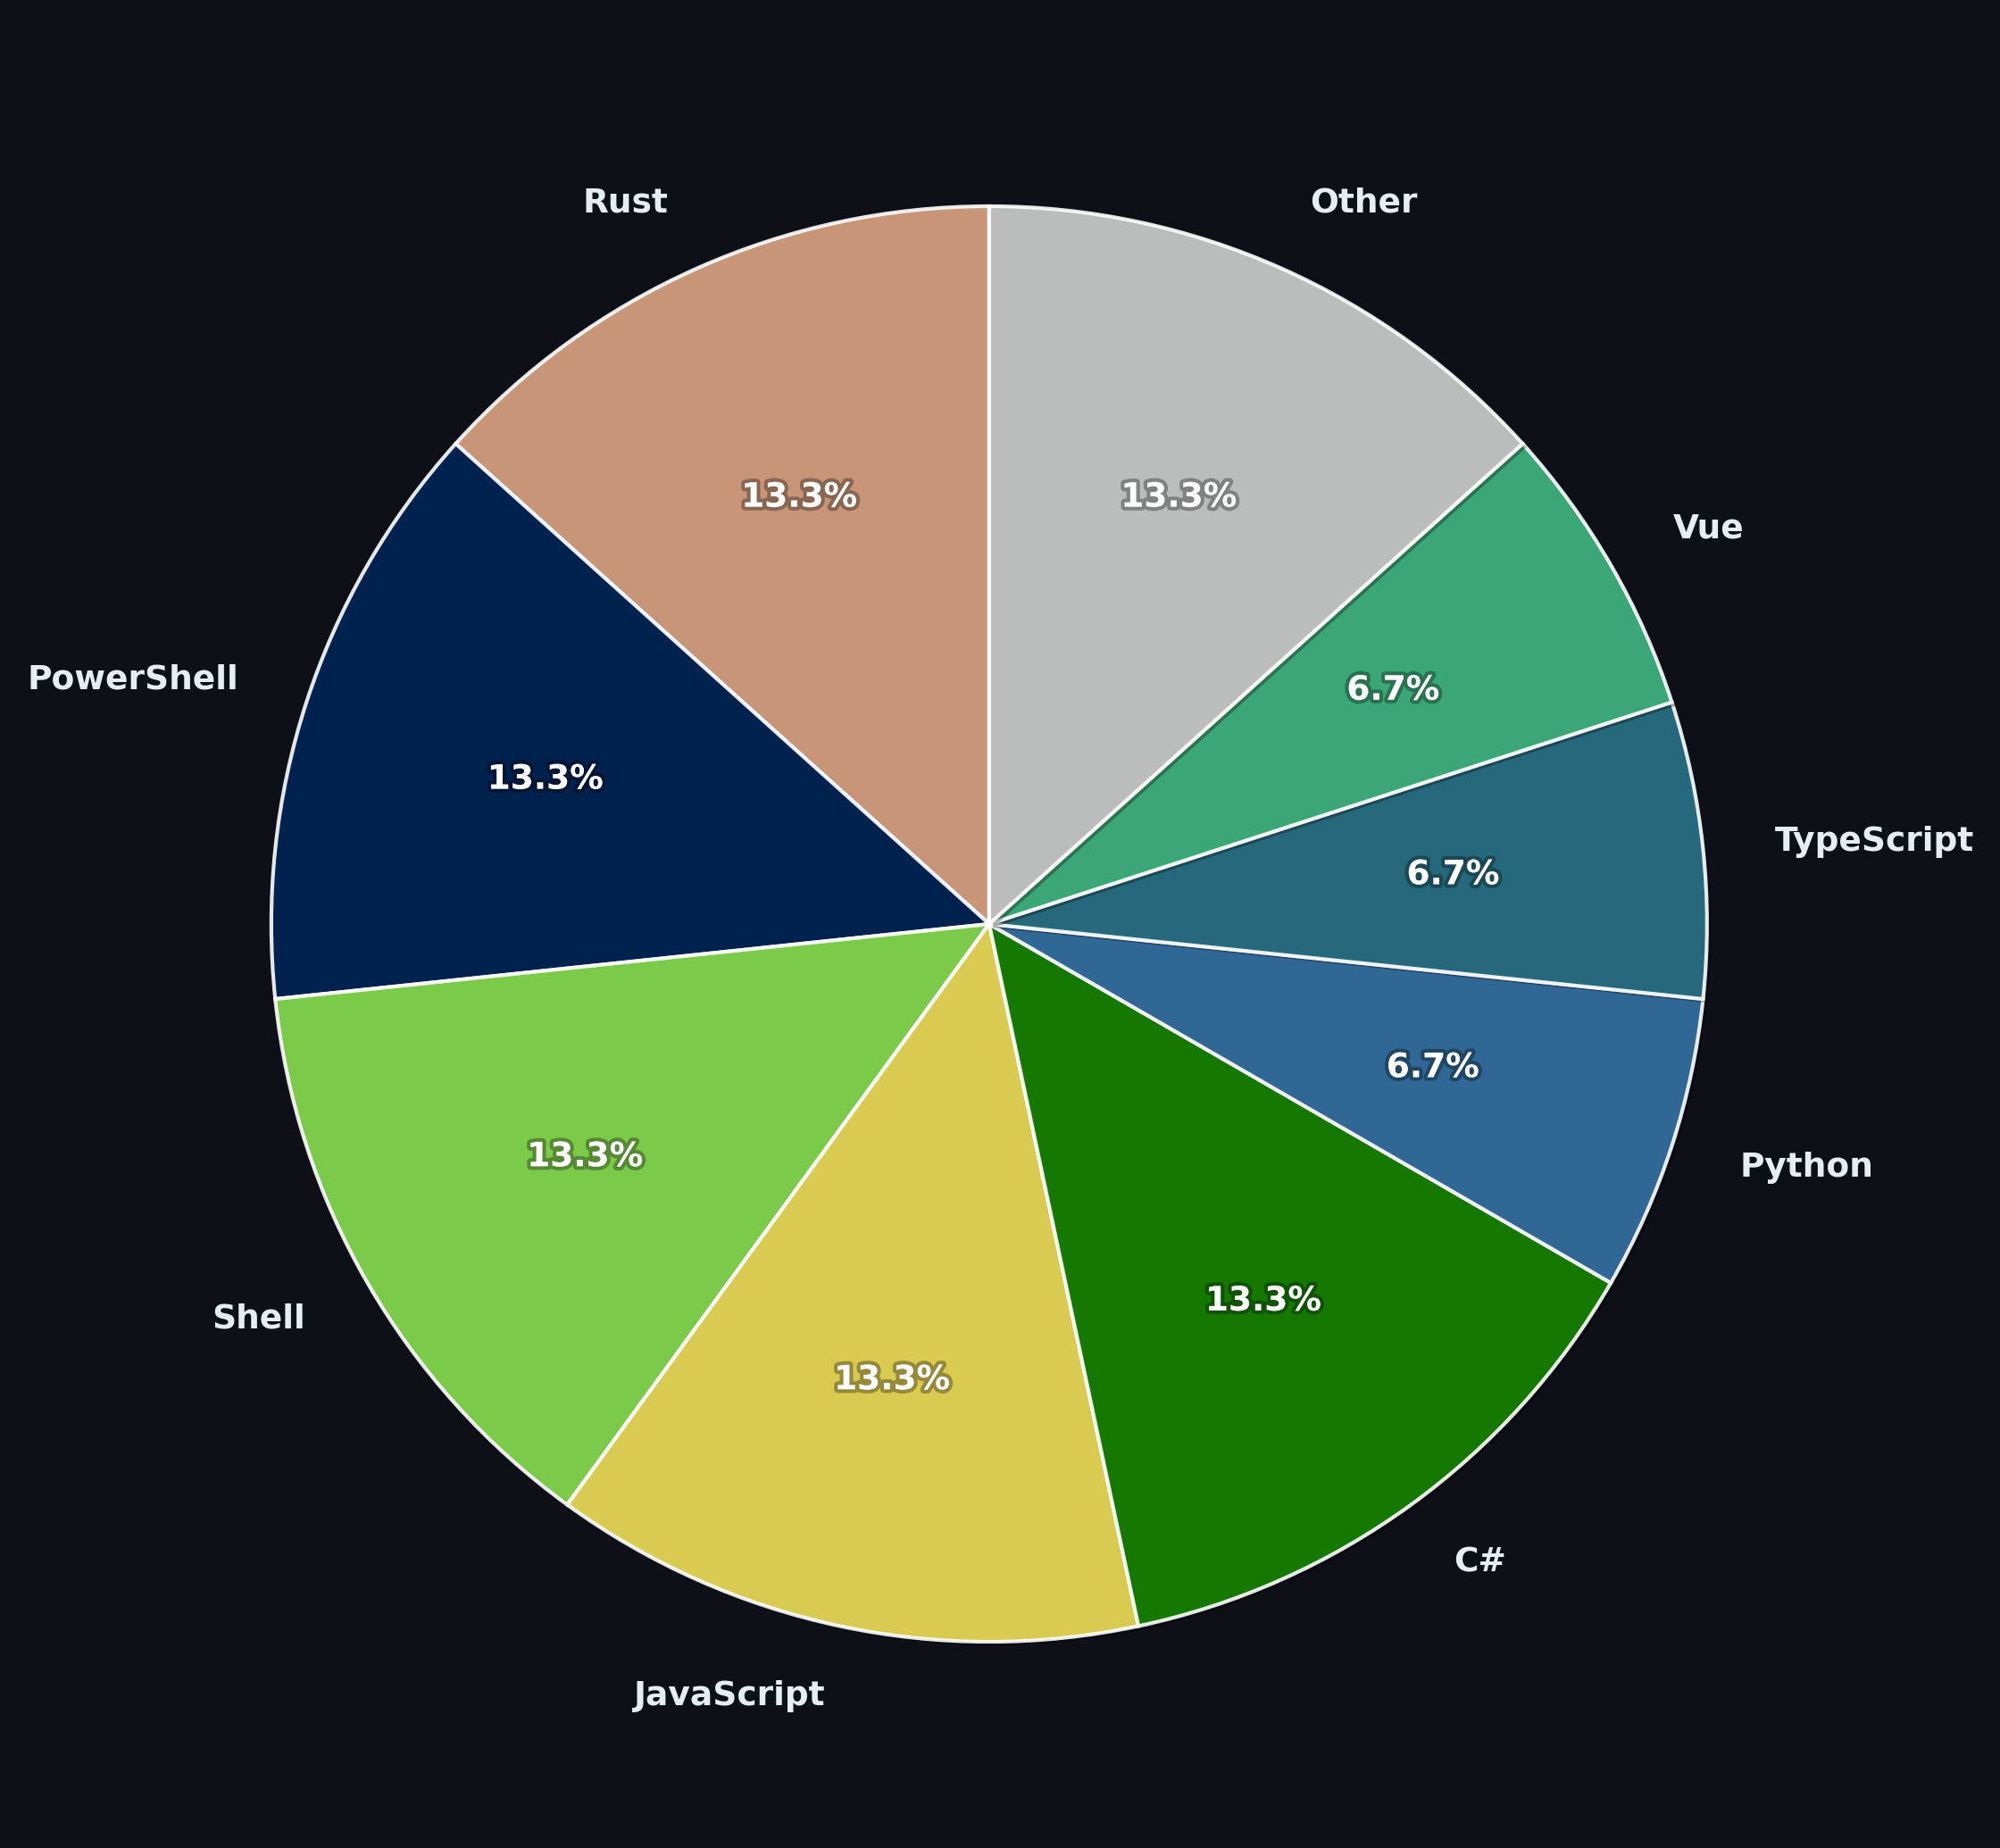 Rust
Other
13.3%
13.3%
Vue
PowerShell
6.7%
13.3%
TypeScript
6.7%
6.7%
Python
13.3%
Shell
13.3%
13.3%
C#
JavaScript